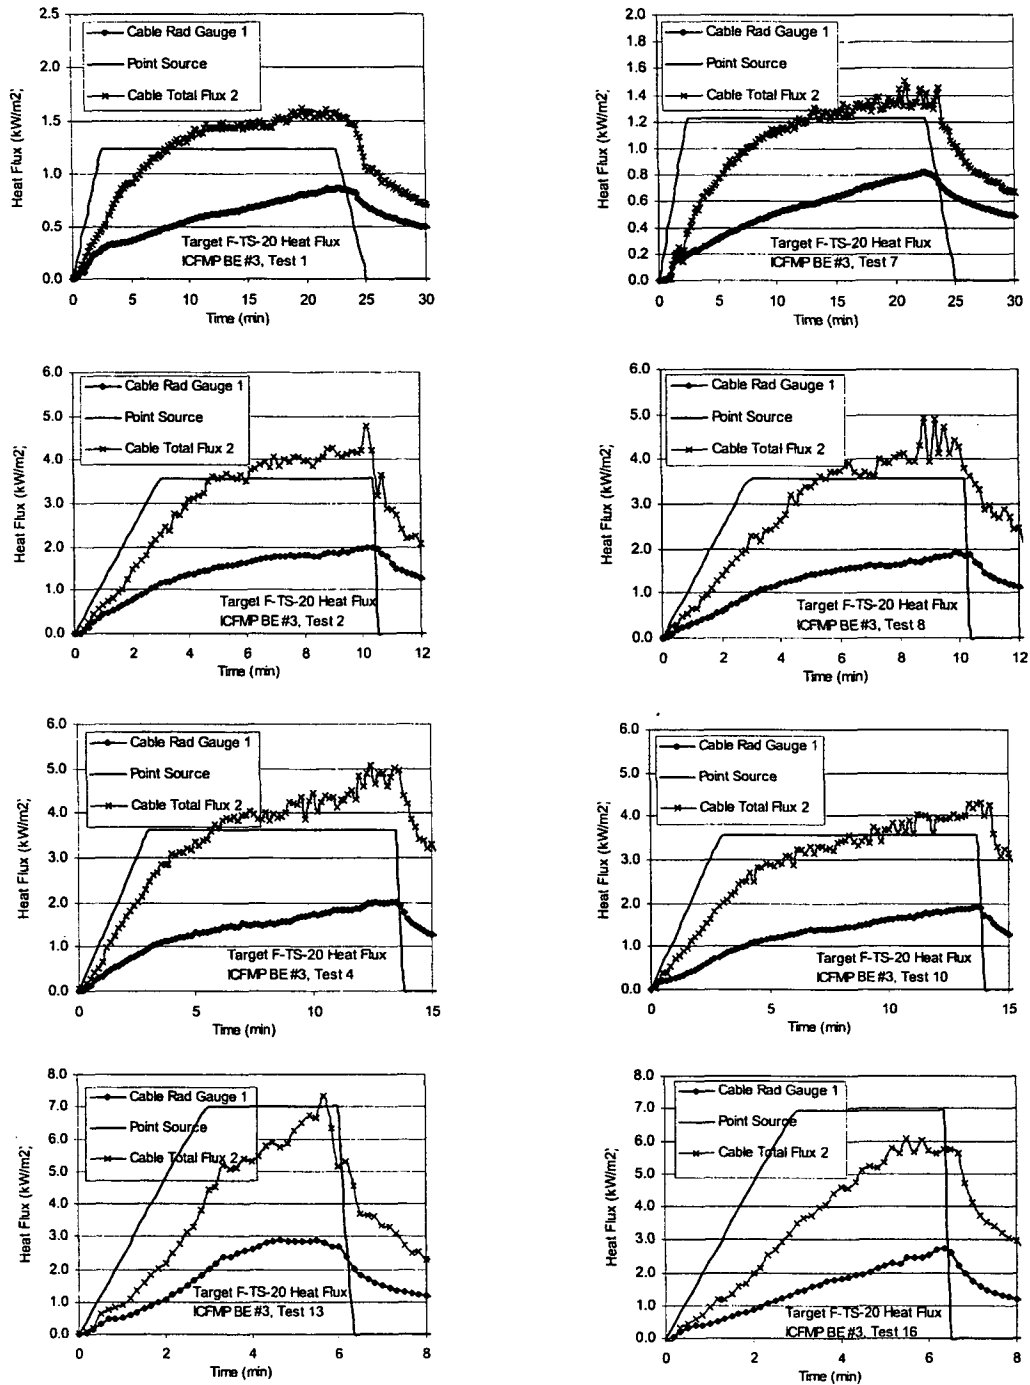 2.5
2.0
1.5
1.0
0.5
0.0
Heat Flux (kW/m2;
Cable Rad Gauge 1
Point Source
Cable Total Flux 2
Target F-TS-20 Heat Flux
ICFMP BE #3, Test 1
0 5 10 15 20 25 30
Time (min)
2.0
1.8
1.6
1.4
1.2
1.0
0.8
0.6
0.4
0.2
0.0
Heat Flux (kW/m2;
Cable Rad Gauge 1
Point Source
Cable Total Flux 2
Target F-TS-20 Heat Flux
ICFMP BE #3, Test 7
0 5 10 15 20 25 30
Time (min)
6.0
5.0
4.0
3.0
2.0
1.0
0.0
Heat Flux (kW/m2;
Cable Rad Gauge 1
Point Source
Cable Total Flux 2
Target F-TS-20 Heat Flux
ICFMP BE #3, Test 2
0 2 4 6 8 10 12
Time (min)
6.0
5.0
4.0
3.0
2.0
1.0
0.0
Heat Flux (kW/m2;
Cable Rad Gauge 1
Point Source
Cable Total Flux 2
Target F-TS-20 Heat Flux
ICFMP BE #3, Test 8
0 2 4 6 8 10 12
Time (min)
6.0
5.0
4.0
3.0
2.0
1.0
0.0
Heat Flux (kW/m2;
Cable Rad Gauge 1
Point Source
Cable Total Flux 2
Target F-TS-20 Heat Flux
ICFMP BE #3, Test 4
0 5 10 15
Time (min)
6.0
5.0
4.0
3.0
2.0
1.0
0.0
Heat Flux (kW/m2;
Cable Rad Gauge 1
Point Source
Cable Total Flux 2
Target F-TS-20 Heat Flux
ICFMP BE #3, Test 10
0 5 10 15
Time (min)
8.0
7.0
6.0
5.0
4.0
3.0
2.0
1.0
0.0
Heat Flux (kW/m2;
Cable Rad Gauge 1
Point Source
Cable Total Flux 2
Target F-TS-20 Heat Flux
ICFMP BE #3, Test 13
0 2 4 6 8
Time (min)
8.0
7.0
6.0
5.0
4.0
3.0
2.0
1.0
0.0
Heat Flux (kW/m2;
Cable Rad Gauge 1
Point Source
Cable Total Flux 2
Target F-TS-20 Heat Flux
ICFMP BE #3, Test 16
0 2 4 6 8
Time (min)